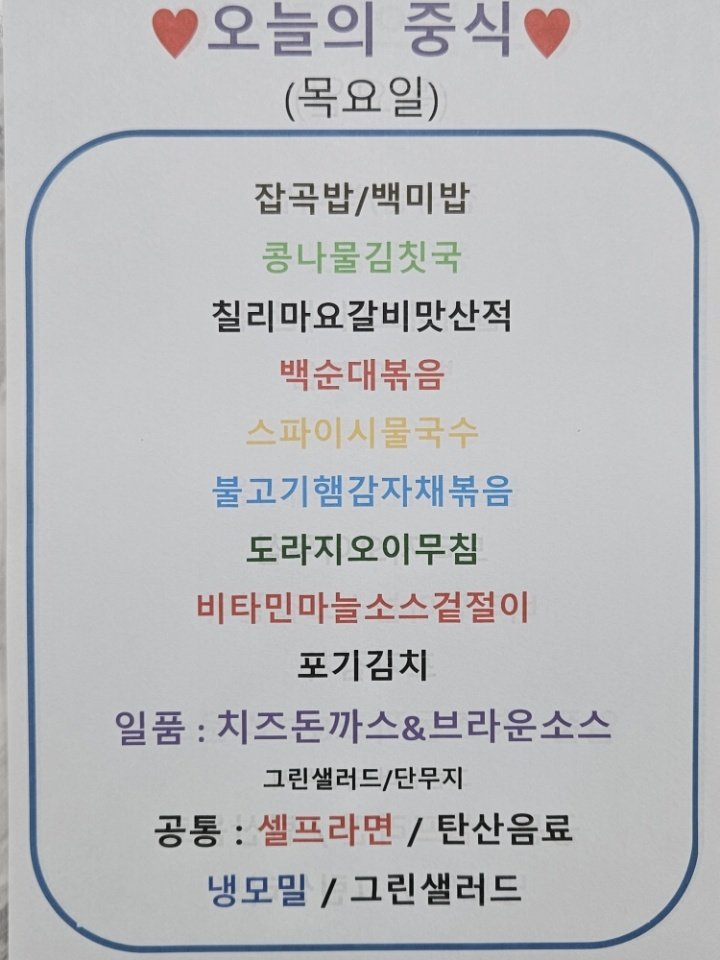 ♥오늘의 중식♥
(목요일)
잡곡밥/백미밥
콩나물김칫국
칠리마요갈비맛산적
백순대볶음
스파이시물국수
불고기햄감자채볶음
도라지오이무침
비타민마늘소스겉절이
포기김치
일품 : 치즈돈까스&브라운소스
그린샐러드/단무지
공통 : 셀프라면 / 탄산음료
냉모밀 / 그린샐러드